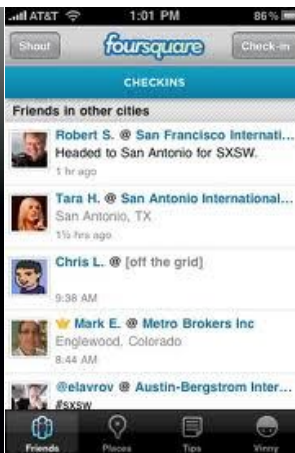 AT&T 1:01 PM 86%
Shout foursquare Check-in
CHECKINS
Friends in other cities
Robert S. @ San Francisco Internati...
Headed to San Antonio for SXSW.
1 hr ago
Tara H. @ San Antonio International...
San Antonio, TX
1½ hrs ago
Chris L. @ [off the grid]
9:38 AM
Mark E. @ Metro Brokers Inc
Englewood, Colorado
8:44 AM
@elavrov @ Austin-Bergstrom Inter...
#sxsw
Friends Places Tips Vinny